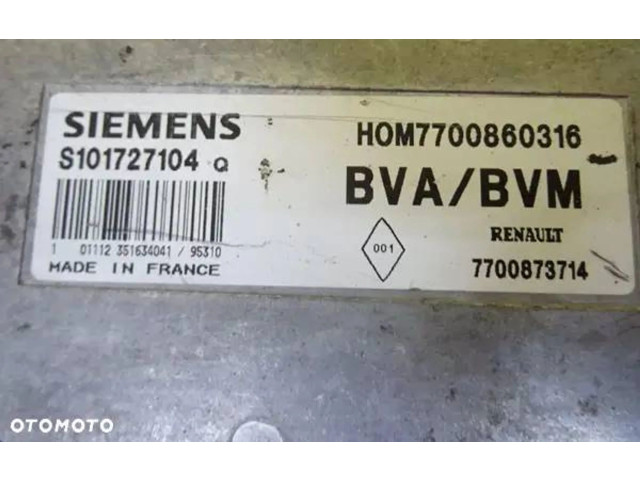 SIEMENS
S101727104 Q
1 01112 351634041 / 95310
MADE IN FRANCE
HOM7700860316
BVA/BVM
001
RENAULT
7700873714
OTOMOTO